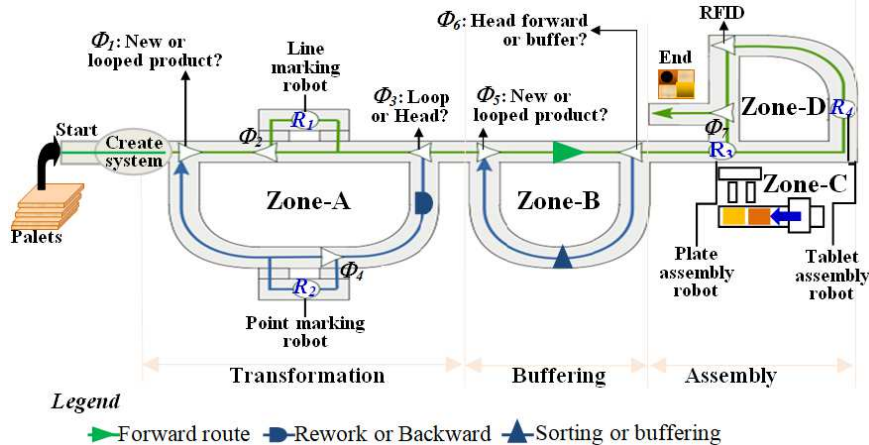 Φ₁: New or
looped product?
Line
marking
robot
Φ₃: Loop
or Head?
Φ₆: Head forward
or buffer?
Φ₅: New or
looped product?
RFID
End
Start
Create
system
Palets
Φ₂
R₁
Zone-A
Φ₄
R₂
Point marking
robot
Zone-B
Zone-D
R₄
Φ₇
R₃
Zone-C
Plate
assembly
robot
Tablet
assembly
robot
Transformation
Buffering
Assembly
Legend
Forward route
Rework or Backward
Sorting or buffering